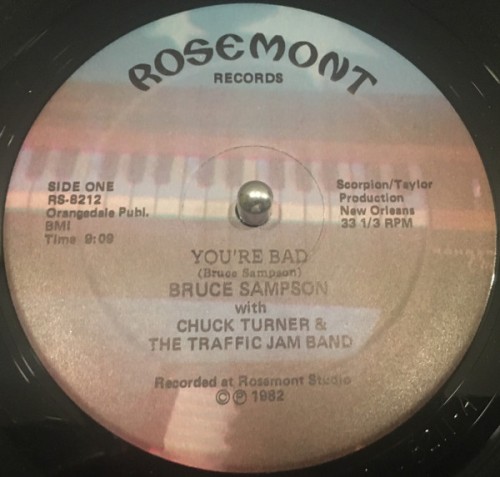 ROSEMONT
RECORDS
SIDE ONE
RS-8212
Orangedale Publ.
BMI
Time 9:09
Scorpion/Taylor
Production
New Orleans
33 1/3 RPM
YOU'RE BAD
(Bruce Sampson)
BRUCE SAMPSON
with
CHUCK TURNER &
THE TRAFFIC JAM BAND
Recorded at Rosemont Studio
©℗ 1982